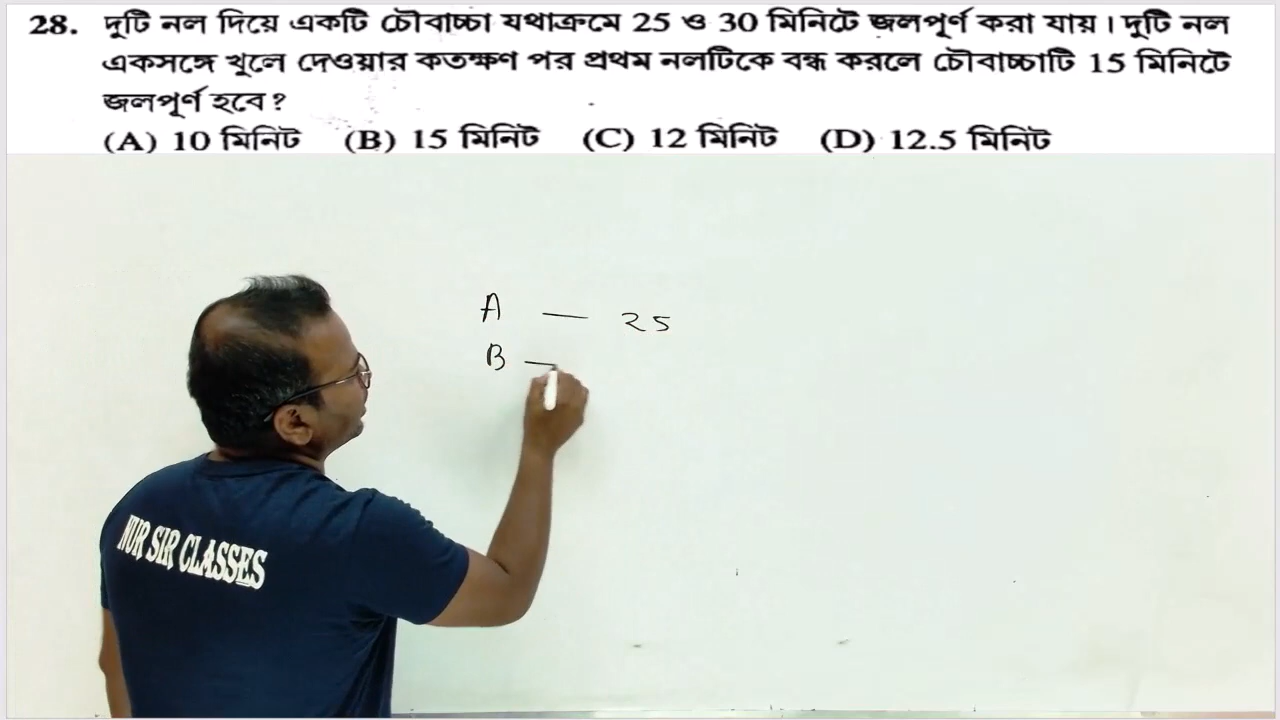 28. দুটি নল দিয়ে একটি চৌবাচ্চা যথাক্রমে 25 ও 30 মিনিটে জলপূর্ণ করা যায়। দুটি নল
একসঙ্গে খুলে দেওয়ার কতক্ষণ পর প্রথম নলটিকে বন্ধ করলে চৌবাচ্চাটি 15 মিনিটে
জলপূর্ণ হবে?
(A) 10 মিনিট (B) 15 মিনিট (C) 12 মিনিট (D) 12.5 মিনিট
A — 25
B —
NUR SIR CLASSES